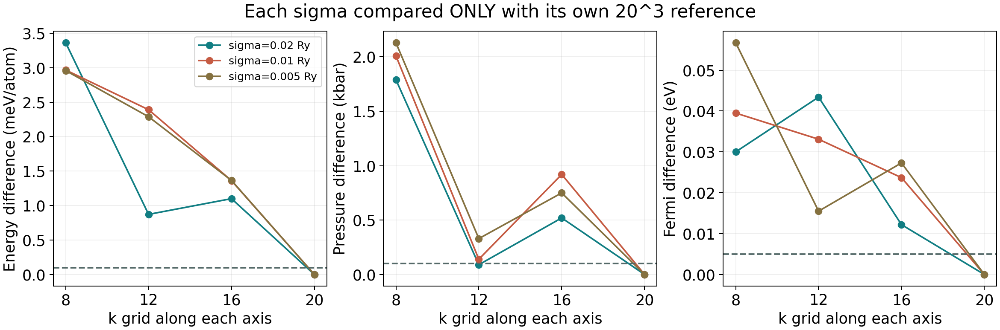 Each sigma compared ONLY with its own 20^3 reference
Energy difference (meV/atom)
3.5
3.0
2.5
2.0
1.5
1.0
0.5
0.0
sigma=0.02 Ry
sigma=0.01 Ry
sigma=0.005 Ry
8 12 16 20
k grid along each axis
Pressure difference (kbar)
2.0
1.5
1.0
0.5
0.0
8 12 16 20
k grid along each axis
Fermi difference (eV)
0.05
0.04
0.03
0.02
0.01
0.00
8 12 16 20
k grid along each axis